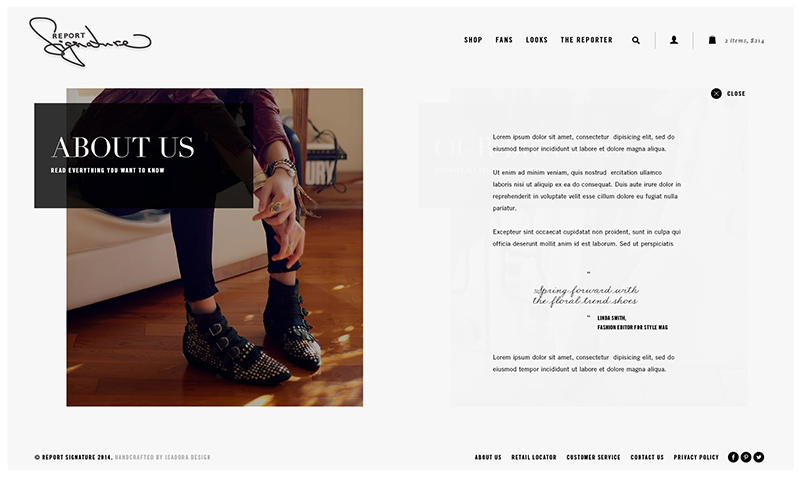 REPORT
Signature
SHOP FANS LOOKS THE REPORTER
2 items, $214
CLOSE
ABOUT US
READ EVERYTHING YOU WANT TO KNOW
Lorem ipsum dolor sit amet, consectetur dipisicing elit, sed do
eiusmod tempor incididunt ut labore et dolore magna aliqua.
Ut enim ad minim veniam, quis nostrud ercitation ullamco
laboris nisi ut aliquip ex ea do consequat. Duis aute irure dolor in
reprehenderit in voluptate velit esse cillum dolore eu fugiat nulla
pariatur.
Excepteur sint occaecat cupidatat non proident, sunt in culpa qui
officia deserunt mollit anim id est laborum. Sed ut perspiciatis
"
Spring forward with
the floral trend shoes
"
LINDA SMITH,
FASHION EDITOR FOR STYLE MAG
Lorem ipsum dolor sit amet, consectetur dipisicing elit, sed do
eiusmod tempor incididunt ut labore et dolore magna aliqua.
© REPORT SIGNATURE 2014. HANDCRAFTED BY ISADORA DESIGN
ABOUT US RETAIL LOCATOR CUSTOMER SERVICE CONTACT US PRIVACY POLICY